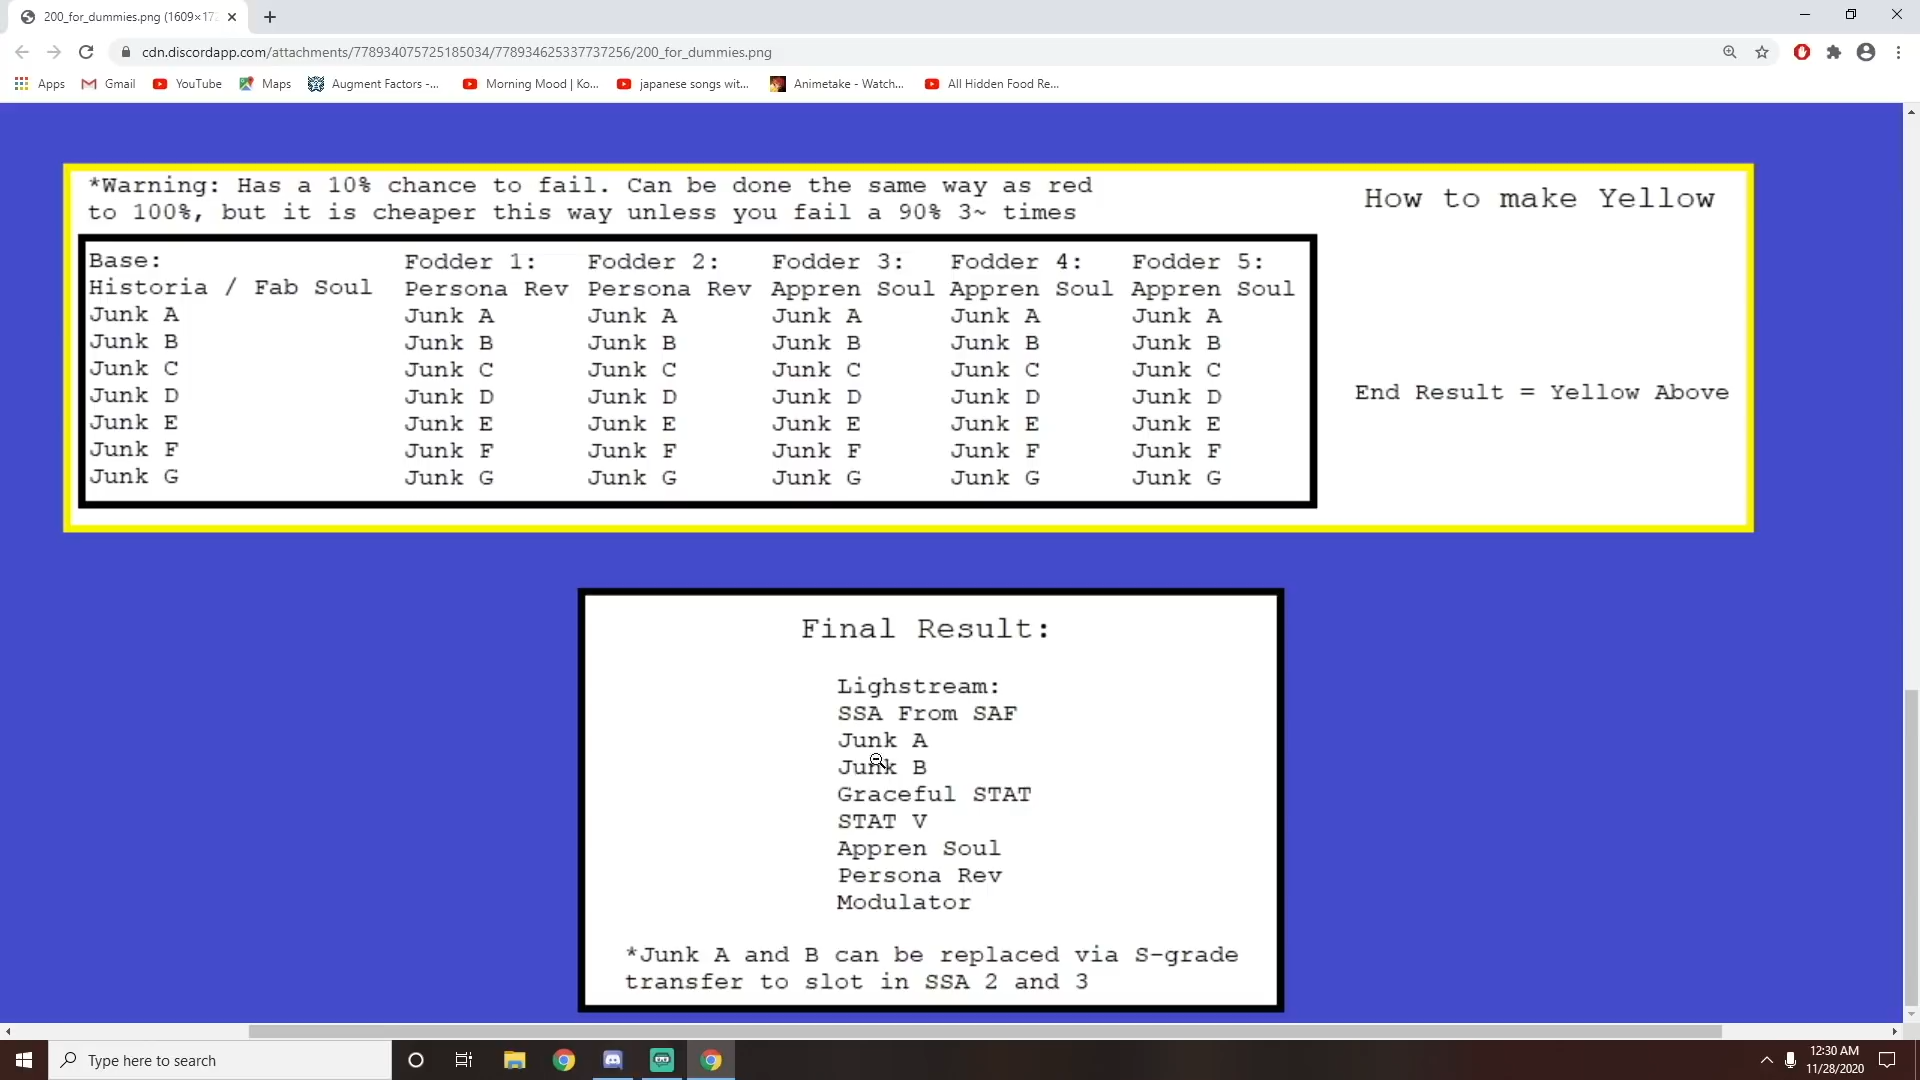 200_for_dummies.png (1609×172
cdn.discordapp.com/attachments/778934075725185034/778934625337737256/200_for_dummies.png
Apps Gmail YouTube Maps Augment Factors -... Morning Mood | Ko... japanese songs wit... Animetake - Watch... All Hidden Food Re...
*Warning: Has a 10% chance to fail. Can be done the same way as red
to 100%, but it is cheaper this way unless you fail a 90% 3~ times
How to make Yellow
Base: Fodder 1: Fodder 2: Fodder 3: Fodder 4: Fodder 5:
Historia / Fab Soul Persona Rev Persona Rev Appren Soul Appren Soul Appren Soul
Junk A Junk A Junk A Junk A Junk A Junk A
Junk B Junk B Junk B Junk B Junk B Junk B
Junk C Junk C Junk C Junk C Junk C Junk C
Junk D Junk D Junk D Junk D Junk D Junk D
Junk E Junk E Junk E Junk E Junk E Junk E
Junk F Junk F Junk F Junk F Junk F Junk F
Junk G Junk G Junk G Junk G Junk G Junk G
End Result = Yellow Above
Final Result:
Lighstream:
SSA From SAF
Junk A
Junk B
Graceful STAT
STAT V
Appren Soul
Persona Rev
Modulator
*Junk A and B can be replaced via S-grade
transfer to slot in SSA 2 and 3
Type here to search
12:30 AM
11/28/2020